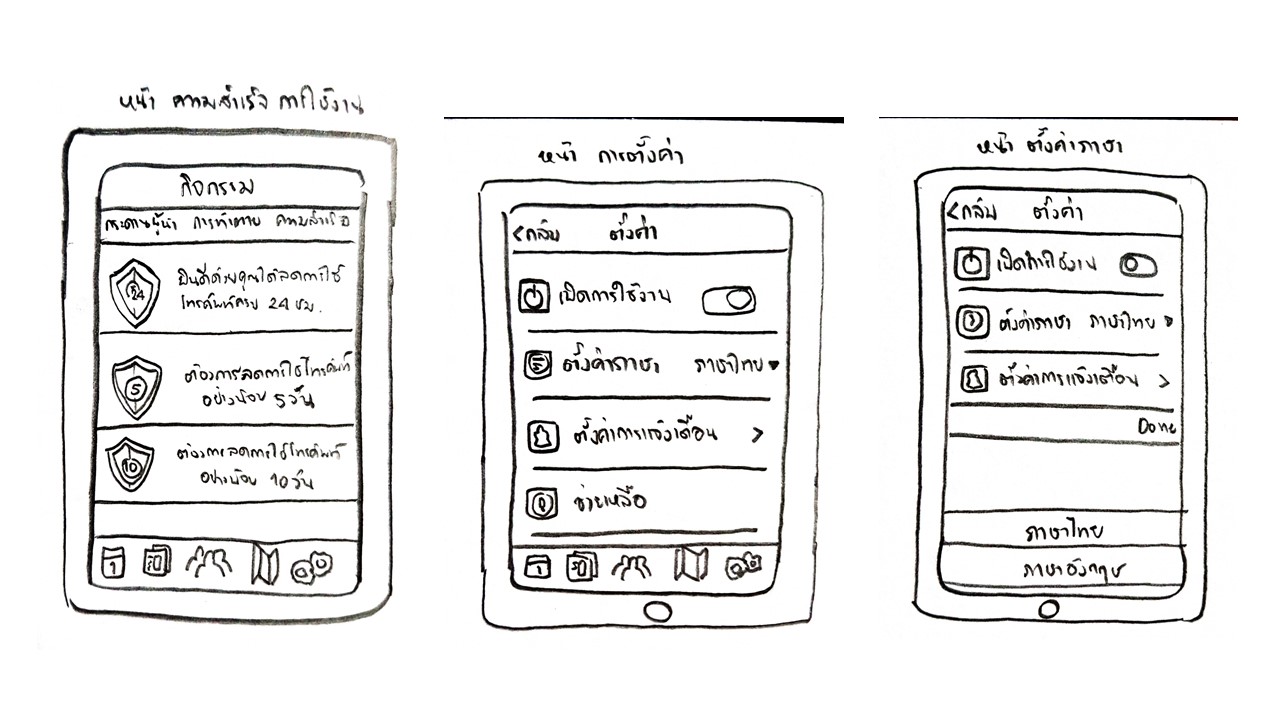 หน้า ความสำเร็จ การใช้งาน
กิจกรรม
กระดานผู้นำ การท้าทาย ความสำเร็จ
24
ยินดีด้วยคุณได้ลดการใช้
โทรศัพท์ครบ 24 ชม.
5
ต้องการลดการใช้โทรศัพท์
อย่างน้อย 5 วัน
10
ต้องการลดการใช้โทรศัพท์
อย่างน้อย 10 วัน
1
หน้า การตั้งค่า
<กลับ ตั้งค่า
เปิดการใช้งาน
ตั้งค่าภาษา ภาษาไทย
ตั้งค่าการแจ้งเตือน >
ช่วยเหลือ
1
หน้า ตั้งค่าภาษา
<กลับ ตั้งค่า
เปิดการใช้งาน
ตั้งค่าภาษา ภาษาไทย
ตั้งค่าการแจ้งเตือน >
Done
ภาษาไทย
ภาษาอังกฤษ